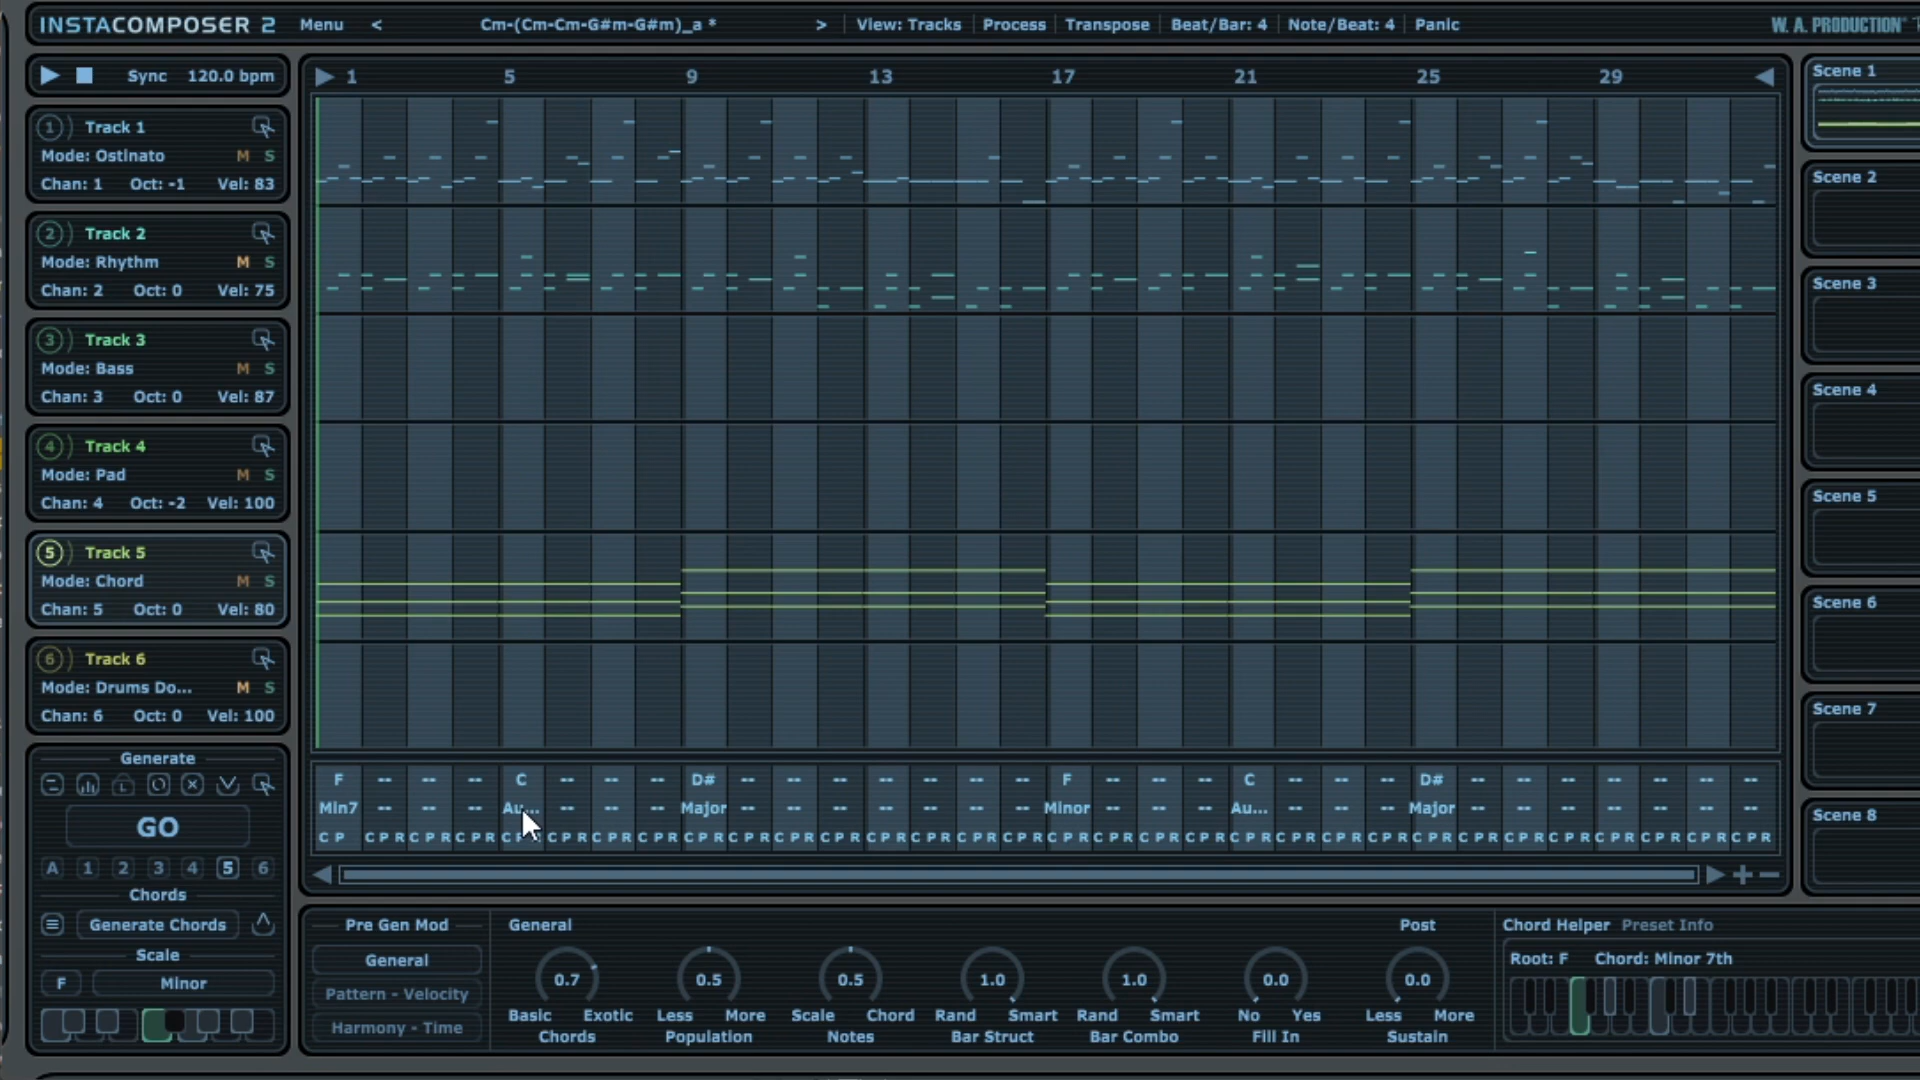 INSTACOMPOSER 2 Menu < Cm-(Cm-Cm-G#m-G#m)_a * > View: Tracks Process Transpose Beat/Bar: 4 Note/Beat: 4 Panic W. A. PRODUCTION
Sync 120.0 bpm
1 5 9 13 17 21 25 29
Track 1
Mode: Ostinato M S
Chan: 1 Oct: -1 Vel: 83
2 Track 2
Mode: Rhythm M S
Chan: 2 Oct: 0 Vel: 75
3 Track 3
Mode: Bass M S
Chan: 3 Oct: 0 Vel: 87
4 Track 4
Mode: Pad M S
Chan: 4 Oct: -2 Vel: 100
5 Track 5
Mode: Chord M S
Chan: 5 Oct: 0 Vel: 80
6 Track 6
Mode: Drums Do... M S
Chan: 6 Oct: 0 Vel: 100
Scene 1
Scene 2
Scene 3
Scene 4
Scene 5
Scene 6
Scene 7
Scene 8
F -- -- -- C -- -- -- D# -- -- -- -- -- -- -- F -- -- -- C -- -- -- D# -- -- -- -- -- -- --
Min7 -- -- -- Au... -- -- -- Major -- -- -- -- -- -- -- Minor -- -- -- Au... -- -- -- Major -- -- -- -- -- -- --
C P C P R C P R C P R C P R C P R C P R C P R C P R C P R C P R C P R C P R C P R C P R C P R C P R C P R C P R C P R C P R C P R C P R C P R C P R C P R C P R C P R C P R C P R C P R C P R
Generate
GO
A 1 2 3 4 5 6
Chords
Generate Chords
Scale
F Minor
Pre Gen Mod
General
Pattern - Velocity
Harmony - Time
General Post
0.7 0.5 0.5 1.0 1.0 0.0 0.0
Basic Exotic Less More Scale Chord Rand Smart Rand Smart No Yes Less More
Chords Population Notes Bar Struct Bar Combo Fill In Sustain
Chord Helper Preset Info
Root: F Chord: Minor 7th